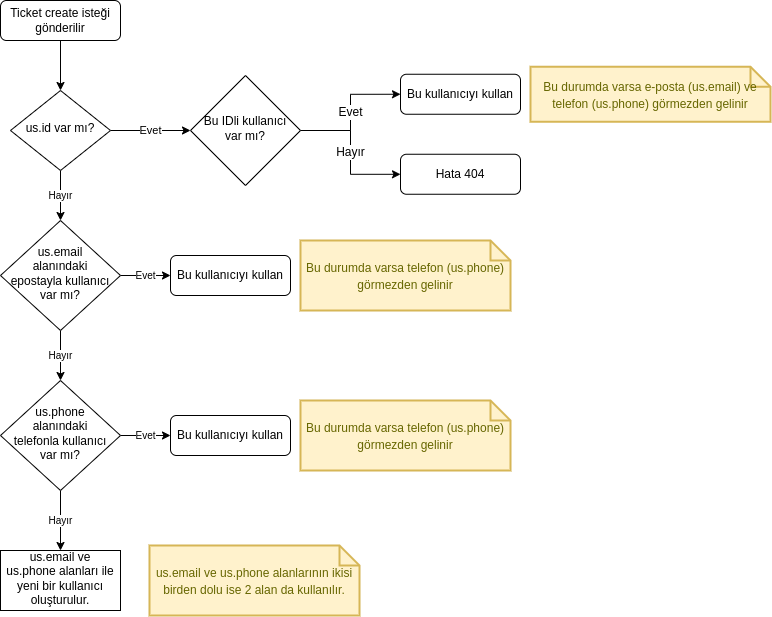 Ticket create isteği
gönderilir
us.id var mı?
Evet
Bu IDli kullanıcı
var mı?
Evet
Bu kullanıcıyı kullan
Bu durumda varsa e-posta (us.email) ve
telefon (us.phone) görmezden gelinir
Hayır
Hata 404
Hayır
us.email
alanındaki
epostayla kullanıcı
var mı?
Evet
Bu kullanıcıyı kullan
Bu durumda varsa telefon (us.phone)
görmezden gelinir
Hayır
us.phone
alanındaki
telefonla kullanıcı
var mı?
Evet
Bu kullanıcıyı kullan
Bu durumda varsa telefon (us.phone)
görmezden gelinir
Hayır
us.email ve
us.phone alanları ile
yeni bir kullanıcı
oluşturulur.
us.email ve us.phone alanlarının ikisi
birden dolu ise 2 alan da kullanılır.